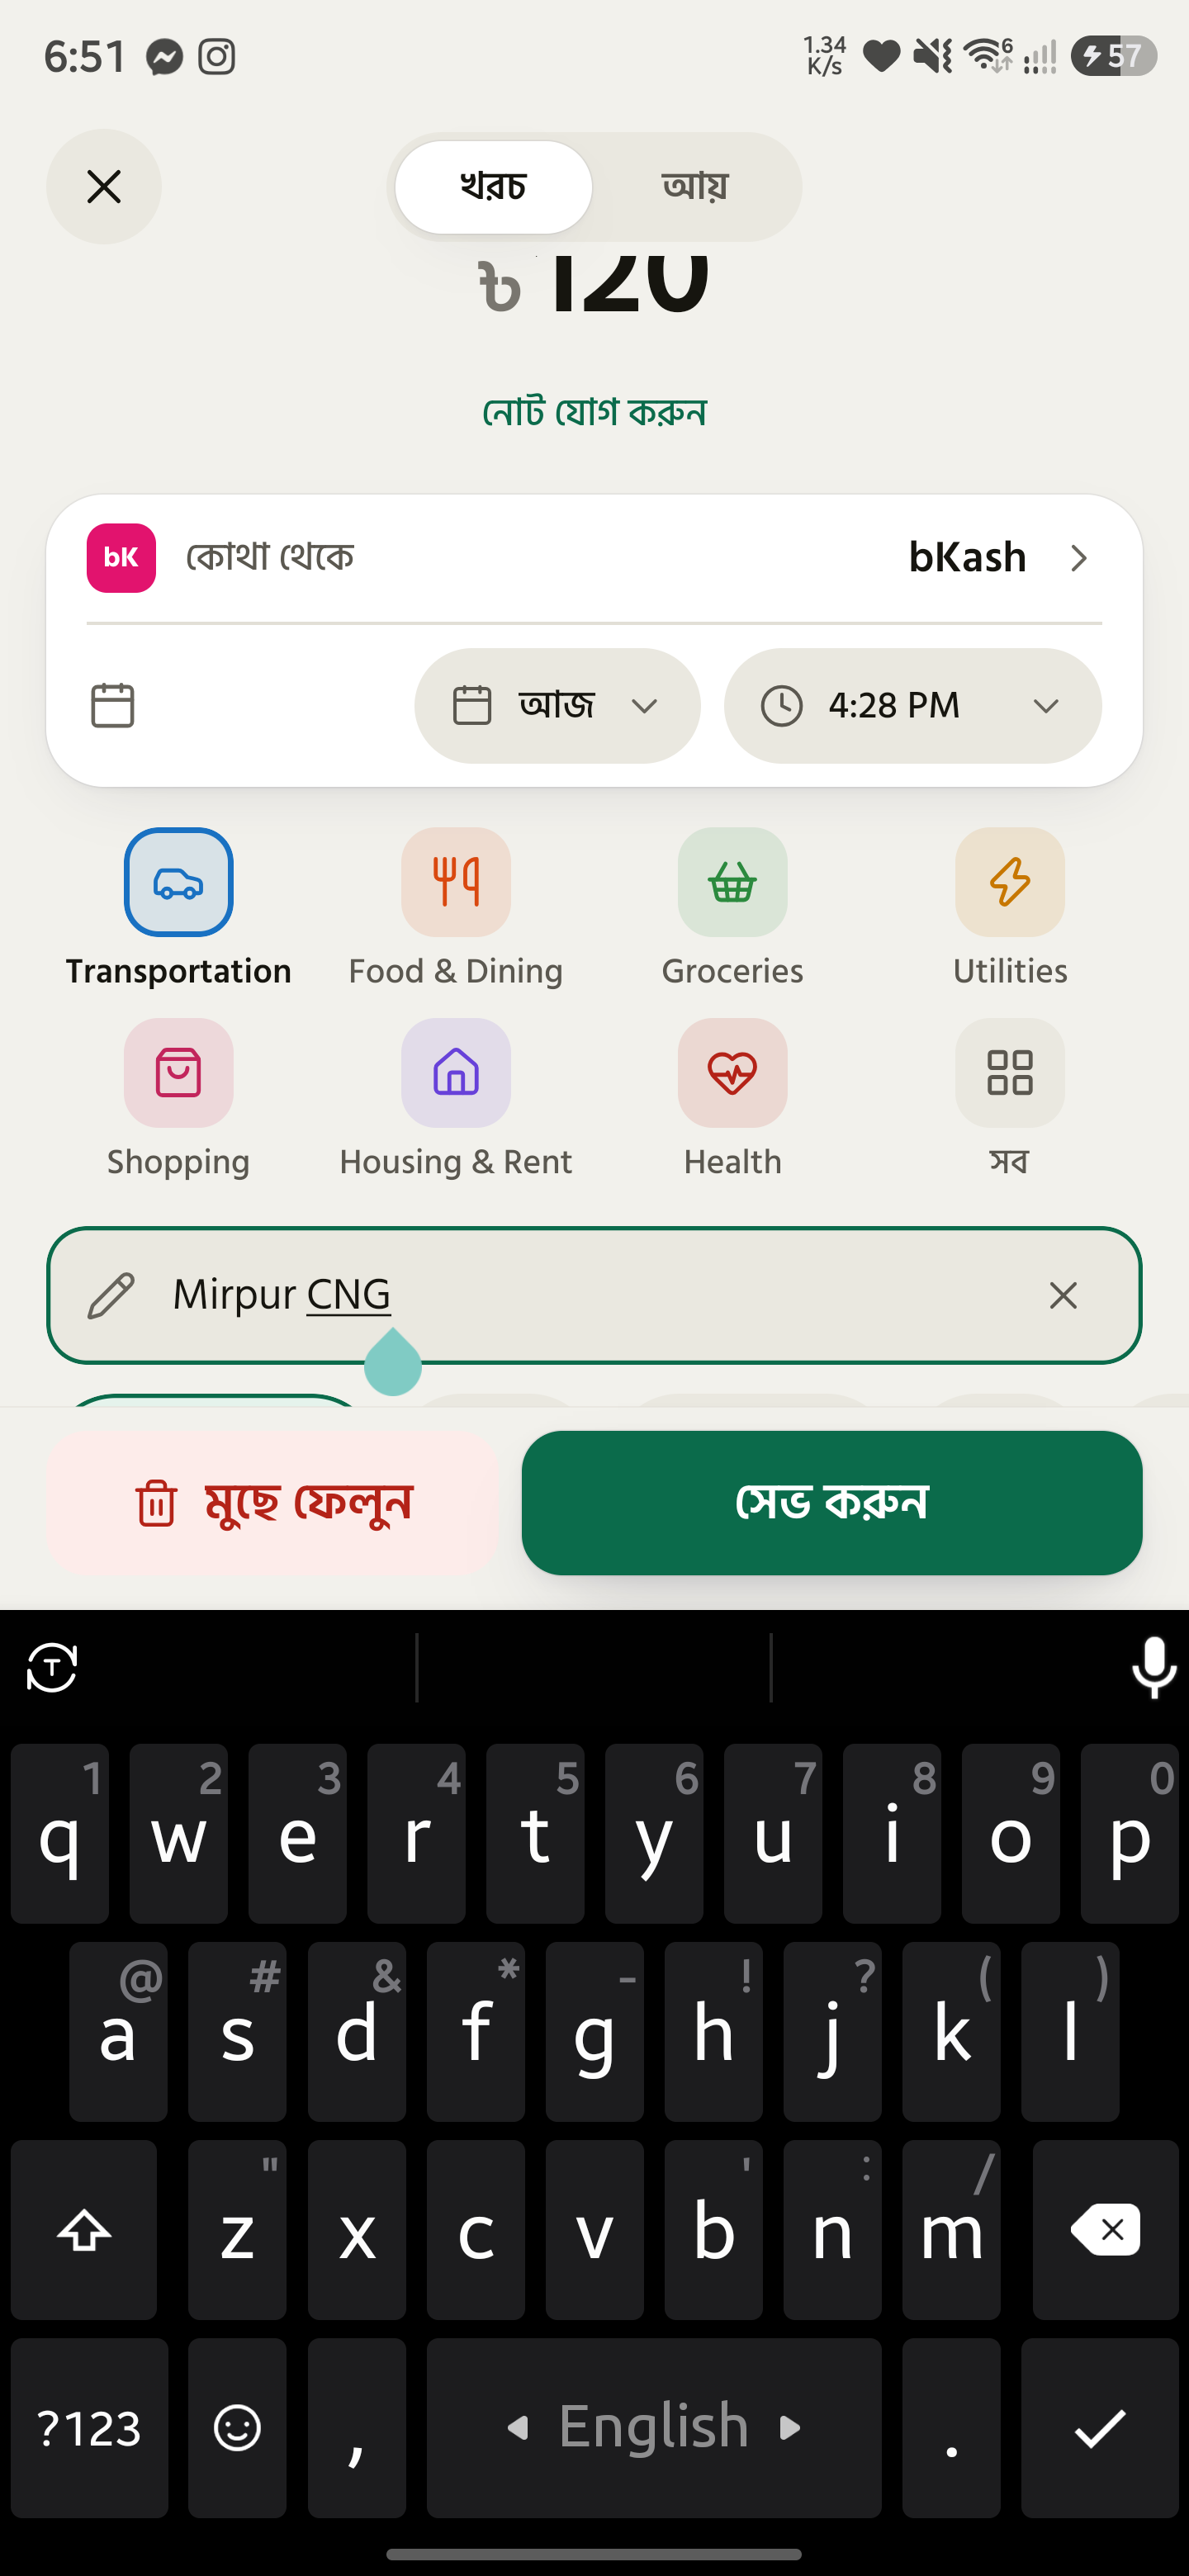 6:51 1.34 K/s 6 57
খরচ আয়
৳ 120
নোট যোগ করুন
bK কোথা থেকে bKash
আজ 4:28 PM
Transportation Food & Dining Groceries Utilities
Shopping Housing & Rent Health সব
Mirpur CNG
মুছে ফেলুন সেভ করুন
T
1 2 3 4 5 6 7 8 9 0
q w e r t y u i o p
@ # & * - ! ? ( )
a s d f g h j k l
" ' : /
z x c v b n m
?123 , English .